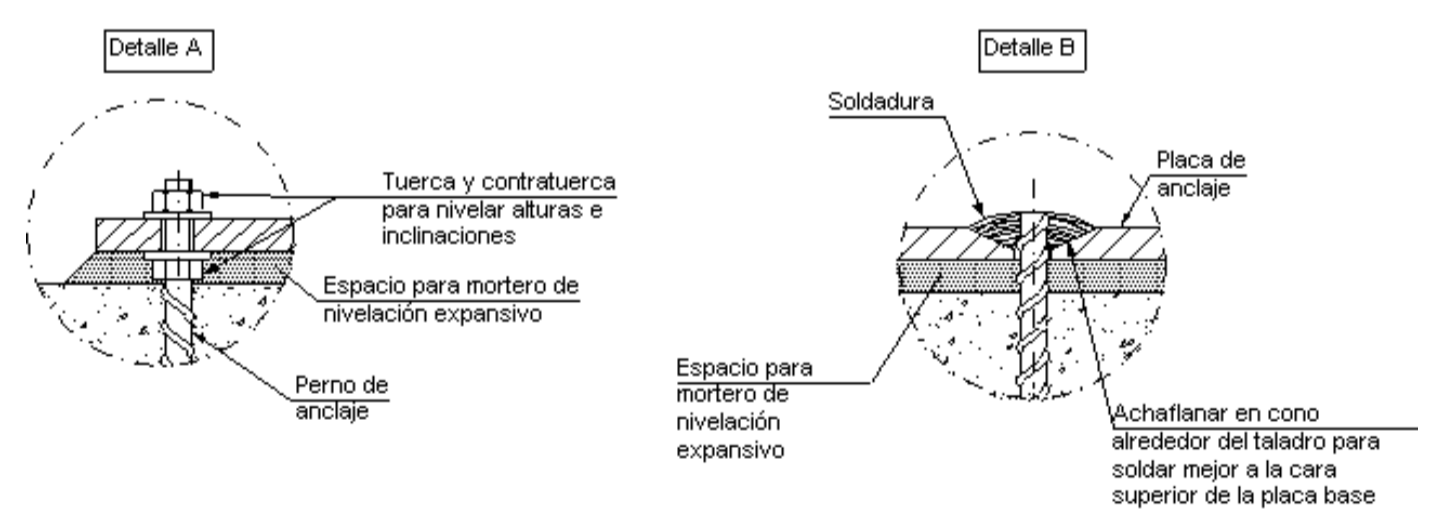 Detalle A
Tuerca y contratuerca
para nivelar alturas e
inclinaciones
Espacio para mortero de
nivelación expansivo
Perno de
anclaje
Detalle B
Soldadura
Placa de
anclaje
Espacio para
mortero de
nivelación
expansivo
Achaflanar en cono
alrededor del taladro para
soldar mejor a la cara
superior de la placa base